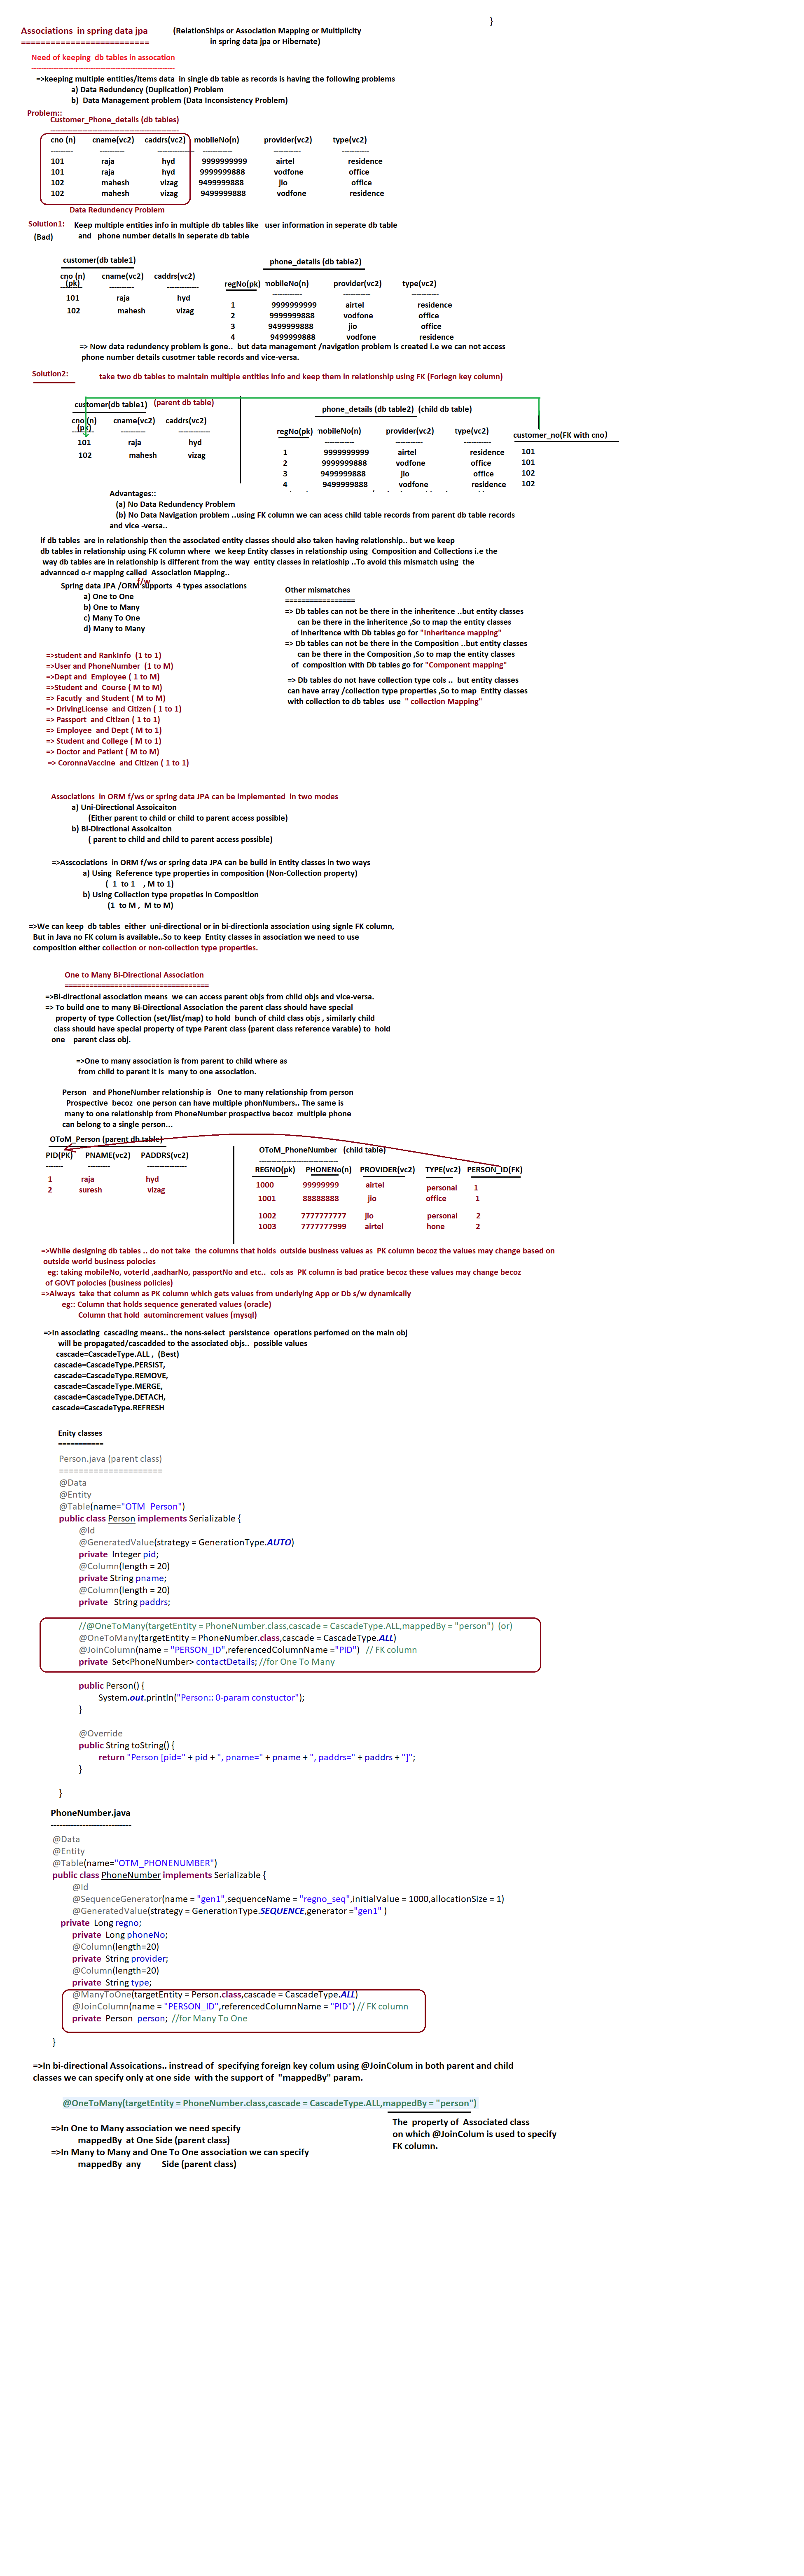 }
Associations  in spring data jpa          (RelationShips or Association Mapping or Multiplicity
==========================          in spring data jpa or Hibernate)
Need of keeping  db tables in assocation
--------------------------------------------------
=>keeping multiple entities/items data  in single db table as records is having the following problems
a) Data Redundency (Duplication) Problem
b)  Data Management problem (Data Inconsistency Problem)
Problem::
Customer_Phone_details (db tables)
--------------------------------------------------
cno (n)     cname(vc2)     caddrs(vc2)     mobileNo(n)     provider(vc2)     type(vc2)
---------     ----------     --------------     ------------     -----------     -----------
101     raja     hyd     9999999999     airtel     residence
101     raja     hyd     9999999888     vodfone     office
102     mahesh     vizag     9499999888     jio     office
102     mahesh     vizag     9499999888     vodfone     residence
Data Redundency Problem
Solution1:     Keep multiple entities info in multiple db tables like   user information in seperate db table
(Bad)     and   phone number details in seperate db table
customer(db table1)     phone_details (db table2)
cno (n)     cname(vc2)     caddrs(vc2)
(pk)     ----------     -------------     regNo(pk)     mobileNo(n)     provider(vc2)     type(vc2)
101     raja     hyd     ------------     -----------     -----------
102     mahesh     vizag     1     9999999999     airtel     residence
2     9999999888     vodfone     office
3     9499999888     jio     office
4     9499999888     vodfone     residence
=> Now data redundency problem is gone..  but data management /navigation problem is created i.e we can not access
phone number details cusotmer table records and vice-versa.
Solution2:     take two db tables to maintain multiple entities info and keep them in relationship using FK (Foriegn key column)
customer(db table1)     (parent db table)     phone_details (db table2)  (child db table)
cno (n)     cname(vc2)     caddrs(vc2)
(pk)     ----------     -------------     regNo(pk)     mobileNo(n)     provider(vc2)     type(vc2)     customer_no(FK with cno)
101     raja     hyd     ------------     -----------     -----------
102     mahesh     vizag     1     9999999999     airtel     residence     101
2     9999999888     vodfone     office     101
3     9499999888     jio     office     102
4     9499999888     vodfone     residence     102
Advantages::
(a) No Data Redundency Problem
(b) No Data Navigation problem ..using FK column we can acess child table records from parent db table records
and vice -versa..
if db tables  are in relationship then the associated entity classes should also taken having relationship.. but we keep
db tables in relationship using FK column where  we keep Entity classes in relationship using  Composition and Collections i.e the
way db tables are in relationship is different from the way  entity classes in relatioship ..To avoid this mismatch using  the
advanncd o-r mapping called  Association Mapping..
f/w
Spring data JPA /ORM supports  4 types associations
a) One to One
b) One to Many
c) Many To One
d) Many to Many
Other mismatches
=================
=> Db tables can not be there in the inheritence ..but entity classes
can be there in the inheritence ,So to map the entity classes
of inheritence with Db tables go for "Inheritence mapping"
=> Db tables can not be there in the Composition ..but entity classes
can be there in the Composition ,So to map the entity classes
of  composition with Db tables go for "Component mapping"
=> Db tables do not have collection type cols ..  but entity classes
can have array /collection type properties ,So to map  Entity classes
with collection to db tables  use  " collection Mapping"
=>student and RankInfo  (1 to 1)
=>User and PhoneNumber  (1 to M)
=>Dept and  Employee ( 1 to M)
=>Student and  Course ( M to M)
=> Facutly  and Student ( M to M)
=> DrivingLicense  and Citizen ( 1 to 1)
=> Passport  and Citizen ( 1 to 1)
=> Employee  and Dept ( M to 1)
=> Student and College ( M to 1)
=> Doctor and Patient ( M to M)
=> CoronnaVaccine  and Citizen ( 1 to 1)
Associations  in ORM f/ws or spring data JPA can be implemented  in two modes
a) Uni-Directional Assoicaiton
(Either parent to child or child to parent access possible)
b) Bi-Directional Assoicaiton
( parent to child and child to parent access possible)
=>Asscociations  in ORM f/ws or spring data JPA can be build in Entity classes in two ways
a) Using  Reference type properties in composition (Non-Collection property)
(  1  to 1    , M to 1)
b) Using Collection type propeties in Composition
(1  to M ,  M to M)
=>We can keep  db tables  either  uni-directional or in bi-directionla association using signle FK column,
But in Java no FK colum is available..So to keep  Entity classes in association we need to use
composition either collection or non-collection type properties.
One to Many Bi-Directional Association
===================================
=>Bi-directional association means  we can access parent objs from child objs and vice-versa.
=> To build one to many Bi-Directional Association the parent class should have special
property of type Collection (set/list/map) to hold  bunch of child class objs , similarly child
class should have special property of type Parent class (parent class reference varable) to  hold
one    parent class obj.
=>One to many association is from parent to child where as
from child to parent it is  many to one association.
Person   and PhoneNumber relationship is   One to many relationship from person
Prospective  becoz  one person can have multiple phonNumbers.. The same is
many to one relationship from PhoneNumber prospective becoz  multiple phone
can belong to a single person...
OToM_Person (parent db table)     OToM_PhoneNumber   (child table)
PID(PK)     PNAME(vc2)     PADDRS(vc2)     --------------------------------
-------     ---------     ----------------     REGNO(pk)     PHONENo(n)     PROVIDER(vc2)     TYPE(vc2)     PERSON_ID(FK)
1     raja     hyd     1000     99999999     airtel     personal     1
2     suresh     vizag     1001     88888888     jio     office     1
1002     7777777777     jio     personal     2
1003     7777777999     airtel     hone     2
=>While designing db tables .. do not take  the columns that holds  outside business values as  PK column becoz the values may change based on
outside world business polocies
eg: taking mobileNo, voterId ,aadharNo, passportNo and etc..  cols as  PK column is bad pratice becoz these values may change becoz
of GOVT polocies (business policies)
=>Always  take that column as PK column which gets values from underlying App or Db s/w dynamically
eg:: Column that holds sequence generated values (oracle)
Column that hold  automincrement values (mysql)
=>In associating  cascading means.. the nons-select  persistence  operations perfomed on the main obj
will be propagated/cascadded to the associated objs..  possible values
cascade=CascadeType.ALL ,  (Best)
cascade=CascadeType.PERSIST,
cascade=CascadeType.REMOVE,
cascade=CascadeType.MERGE,
cascade=CascadeType.DETACH,
cascade=CascadeType.REFRESH
Enity classes
===========
Person.java (parent class)
=====================
@Data
@Entity
@Table(name="OTM_Person")
public class Person implements Serializable {
@Id
@GeneratedValue(strategy = GenerationType.AUTO)
private  Integer pid;
@Column(length = 20)
private String pname;
@Column(length = 20)
private   String paddrs;
//@OneToMany(targetEntity = PhoneNumber.class,cascade = CascadeType.ALL,mappedBy = "person")  (or)
@OneToMany(targetEntity = PhoneNumber.class,cascade = CascadeType.ALL)
@JoinColumn(name = "PERSON_ID",referencedColumnName ="PID")   // FK column
private  Set<PhoneNumber> contactDetails; //for One To Many
public Person() {
System.out.println("Person:: 0-param constuctor");
}
@Override
public String toString() {
return "Person [pid=" + pid + ", pname=" + pname + ", paddrs=" + paddrs + "]";
}
}
PhoneNumber.java
----------------------------
@Data
@Entity
@Table(name="OTM_PHONENUMBER")
public class PhoneNumber implements Serializable {
@Id
@SequenceGenerator(name = "gen1",sequenceName = "regno_seq",initialValue = 1000,allocationSize = 1)
@GeneratedValue(strategy = GenerationType.SEQUENCE,generator ="gen1" )
private  Long regno;
private  Long phoneNo;
@Column(length=20)
private  String provider;
@Column(length=20)
private  String type;
@ManyToOne(targetEntity = Person.class,cascade = CascadeType.ALL)
@JoinColumn(name = "PERSON_ID",referencedColumnName = "PID") // FK column
private  Person  person;  //for Many To One
}
=>In bi-directional Assoications.. instread of  specifying foreign key colum using @JoinColum in both parent and child
classes we can specify only at one side  with the support of  "mappedBy" param.
@OneToMany(targetEntity = PhoneNumber.class,cascade = CascadeType.ALL,mappedBy = "person")
The  property of  Associated class
on which @JoinColum is used to specify
FK column.
=>In One to Many association we need specify
mappedBy  at One Side (parent class)
=>In Many to Many and One To One association we can specify
mappedBy  any        Side (parent class)